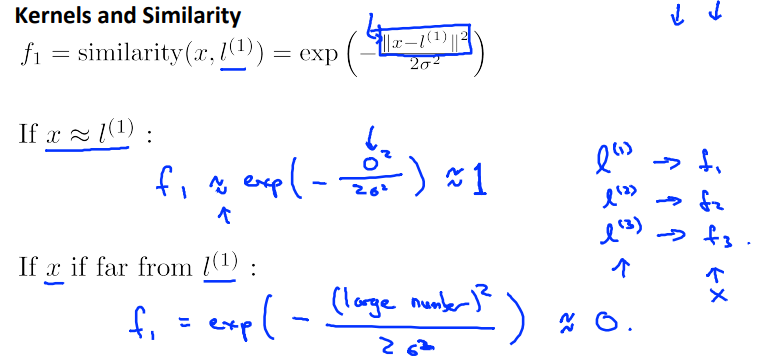 Kernels and Similarity
f₁ = similarity(x, l⁽¹⁾) = exp(−‖x−l⁽¹⁾‖²/2σ²)
If x ≈ l⁽¹⁾ :
f₁ ≈ exp(−0²/2σ²) ≈ 1
l⁽¹⁾ → f₁
l⁽²⁾ → f₂
l⁽³⁾ → f₃.
x
If x if far from l⁽¹⁾ :
f₁ = exp(−(large number)²/2σ²) ≈ 0.